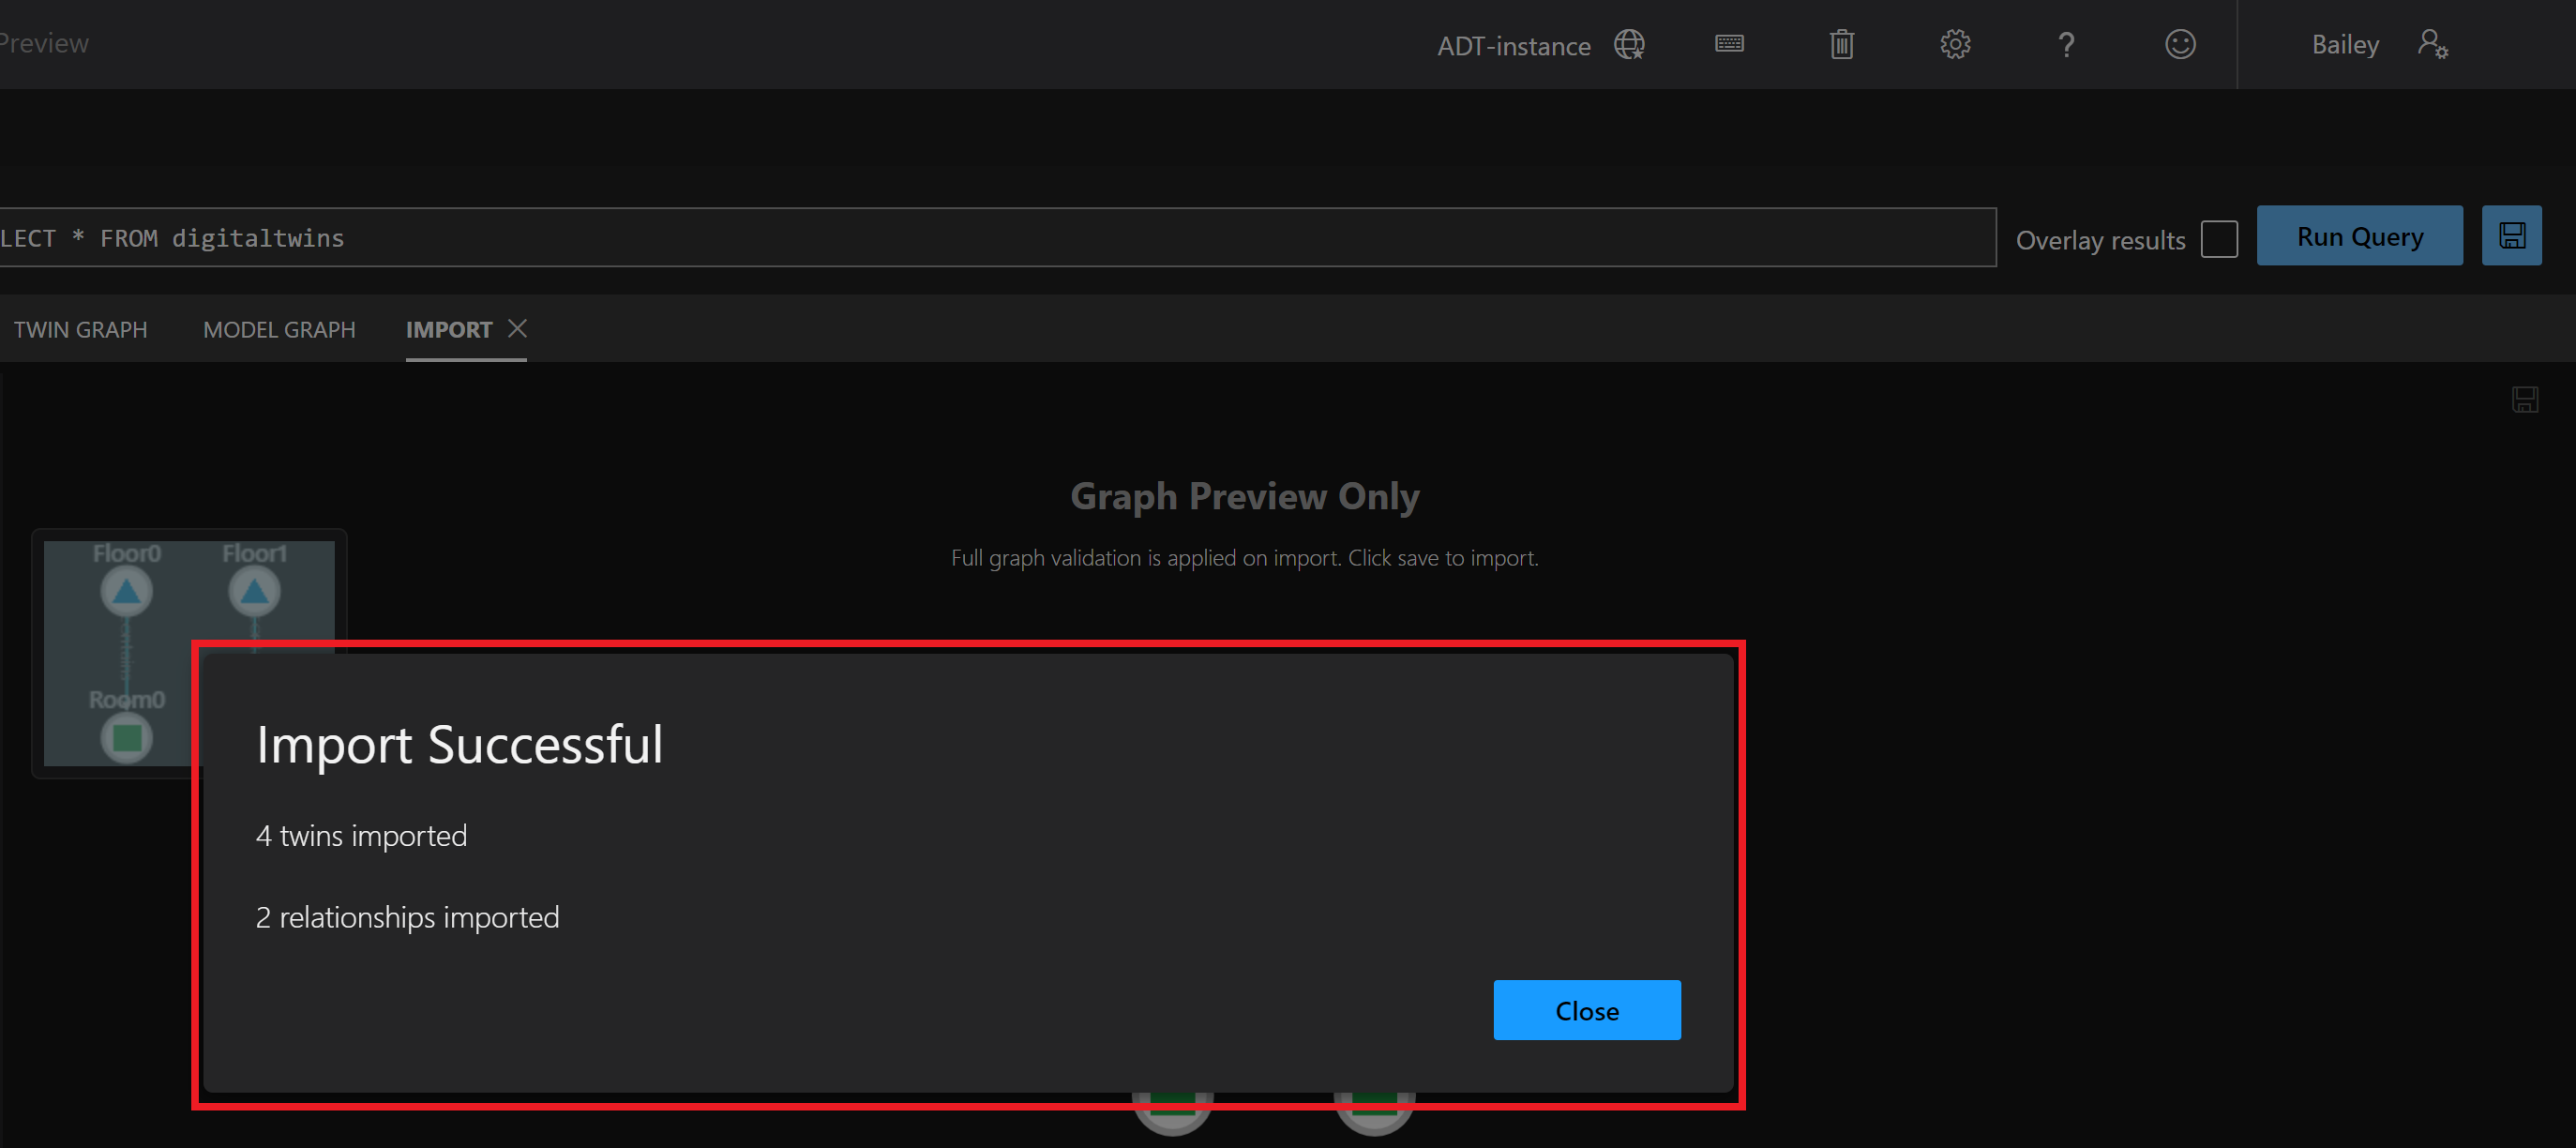 Preview
ADT-instance
?
Bailey
LECT * FROM digitaltwins
Overlay results
Run Query
TWIN GRAPH
MODEL GRAPH
IMPORT
Graph Preview Only
Full graph validation is applied on import. Click save to import.
Floor0
Floor1
Room0
Import Successful
4 twins imported
2 relationships imported
Close